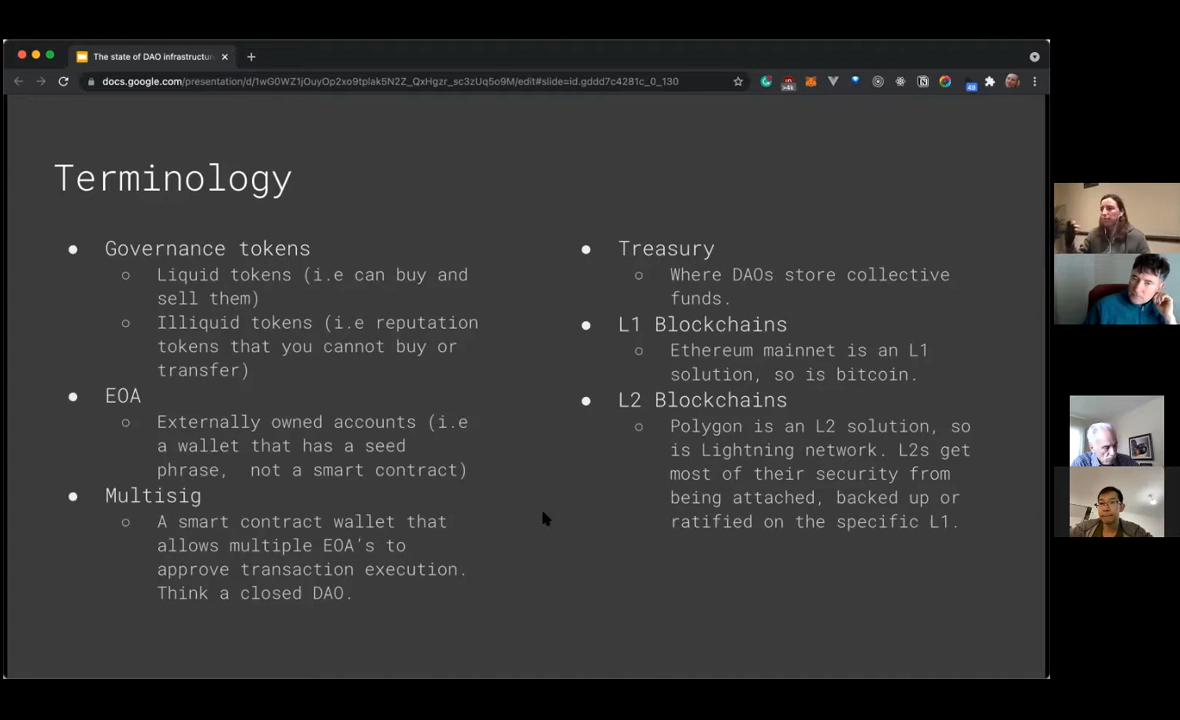 The state of DAO infrastructur
docs.google.com/presentation/d/1wG0WZ1jOuyOp2xo9tplak5N2Z_QxHgzr_sc3zUq5o9M/edit#slide=id.gddd7c4281c_0_130
>4k
49
Terminology
● Governance tokens
○ Liquid tokens (i.e can buy and
sell them)
○ Illiquid tokens (i.e reputation
tokens that you cannot buy or
transfer)
● EOA
○ Externally owned accounts (i.e
a wallet that has a seed
phrase, not a smart contract)
● Multisig
○ A smart contract wallet that
allows multiple EOA's to
approve transaction execution.
Think a closed DAO.
● Treasury
○ Where DAOs store collective
funds.
● L1 Blockchains
○ Ethereum mainnet is an L1
solution, so is bitcoin.
● L2 Blockchains
○ Polygon is an L2 solution, so
is Lightning network. L2s get
most of their security from
being attached, backed up or
ratified on the specific L1.